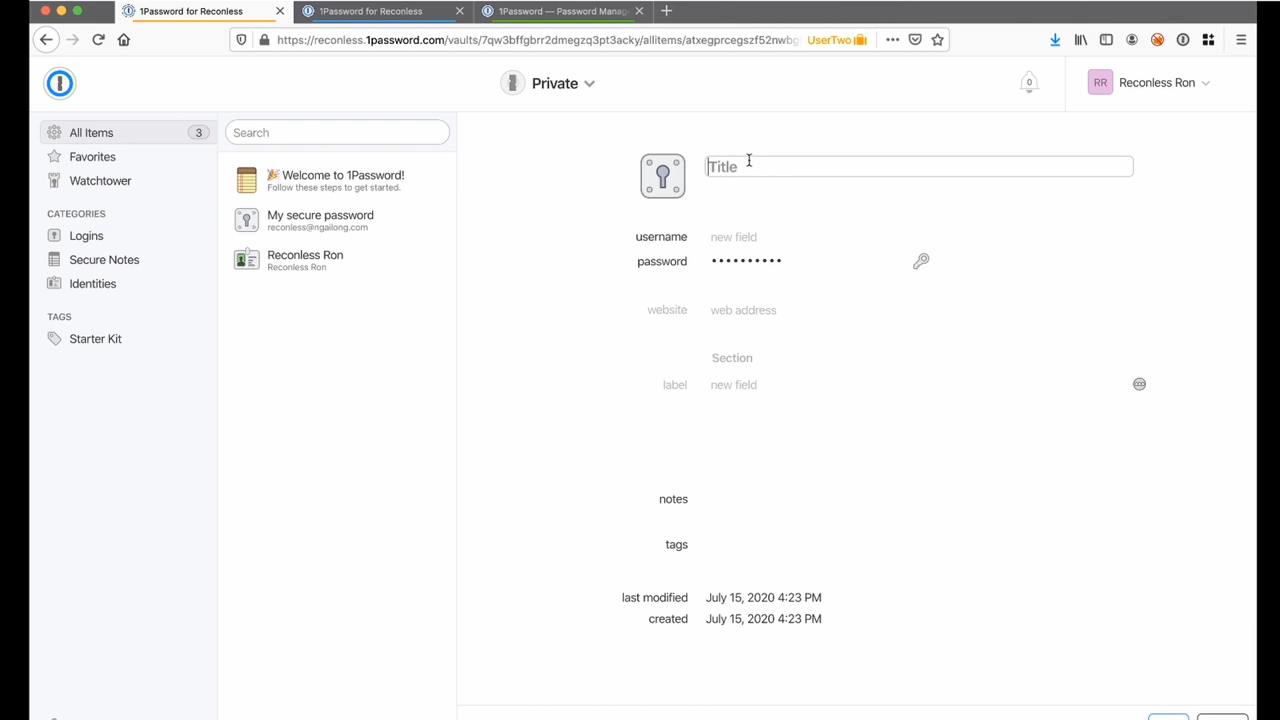 1Password for Reconless
1Password for Reconless
1Password — Password Manag
https://reconless.1password.com/vaults/7qw3bffgbrr2dmegzq3pt3acky/allitems/atxegprcegszf52nwbg
UserTwo
Private
0
RR
Reconless Ron
All Items
3
Favorites
Watchtower
CATEGORIES
Logins
Secure Notes
Identities
TAGS
Starter Kit
Search
🎉 Welcome to 1Password!
Follow these steps to get started.
My secure password
reconless@ngailong.com
Reconless Ron
Reconless Ron
Title
username
new field
password
••••••••••
website
web address
Section
label
new field
notes
tags
last modified
July 15, 2020 4:23 PM
created
July 15, 2020 4:23 PM